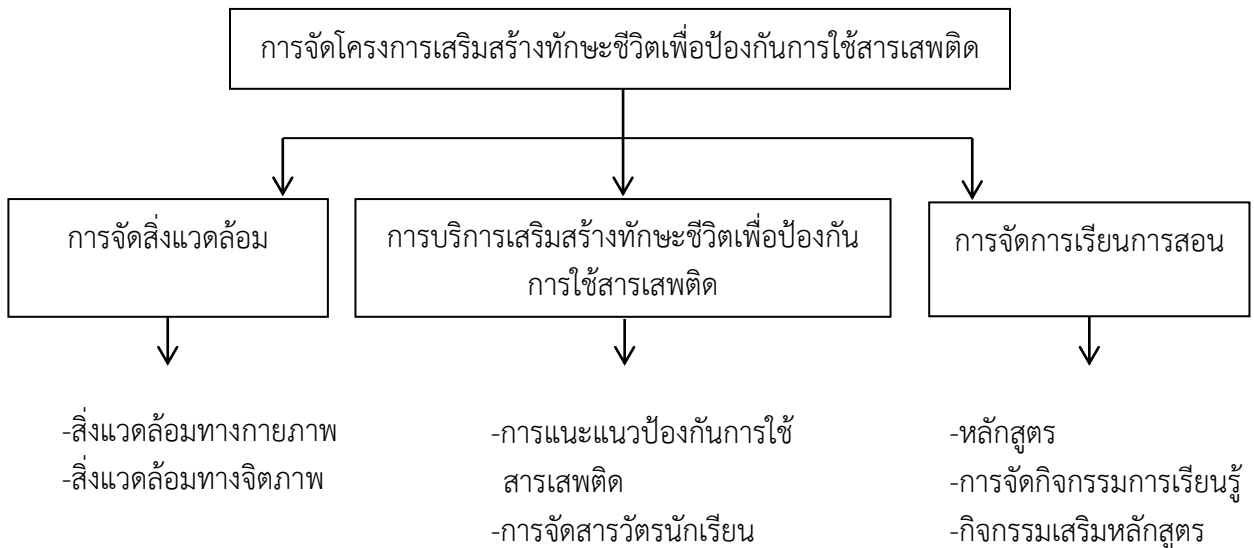 การจัดโครงการเสริมสร้างทักษะชีวิตเพื่อป้องกันการใช้สารเสพติด
การจัดสิ่งแวดล้อม
การบริการเสริมสร้างทักษะชีวิตเพื่อป้องกัน
การใช้สารเสพติด
การจัดการเรียนการสอน
-สิ่งแวดล้อมทางกายภาพ
-สิ่งแวดล้อมทางจิตภาพ
-การแนะแนวป้องกันการใช้
สารเสพติด
-การจัดสารวัตรนักเรียน
-หลักสูตร
-การจัดกิจกรรมการเรียนรู้
-กิจกรรมเสริมหลักสูตร